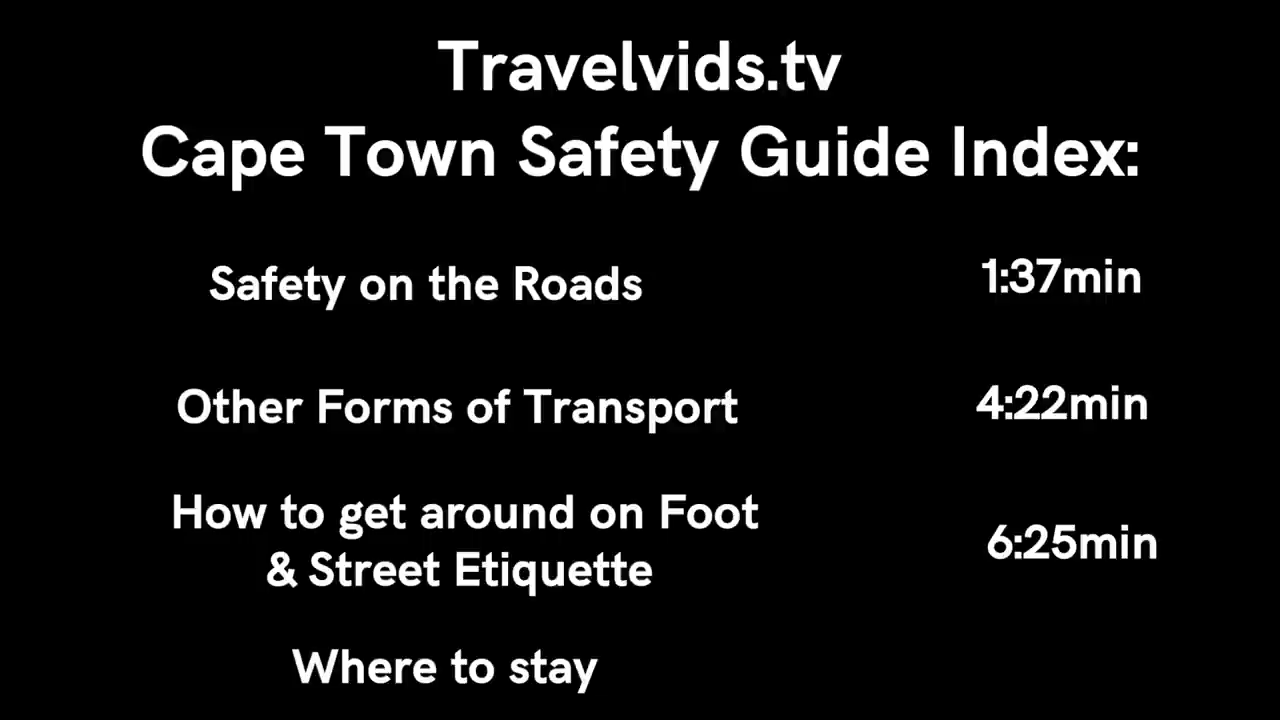 Travelvids.tv
Cape Town Safety Guide Index:
Safety on the Roads 1:37min
Other Forms of Transport 4:22min
How to get around on Foot
& Street Etiquette 6:25min
Where to stay